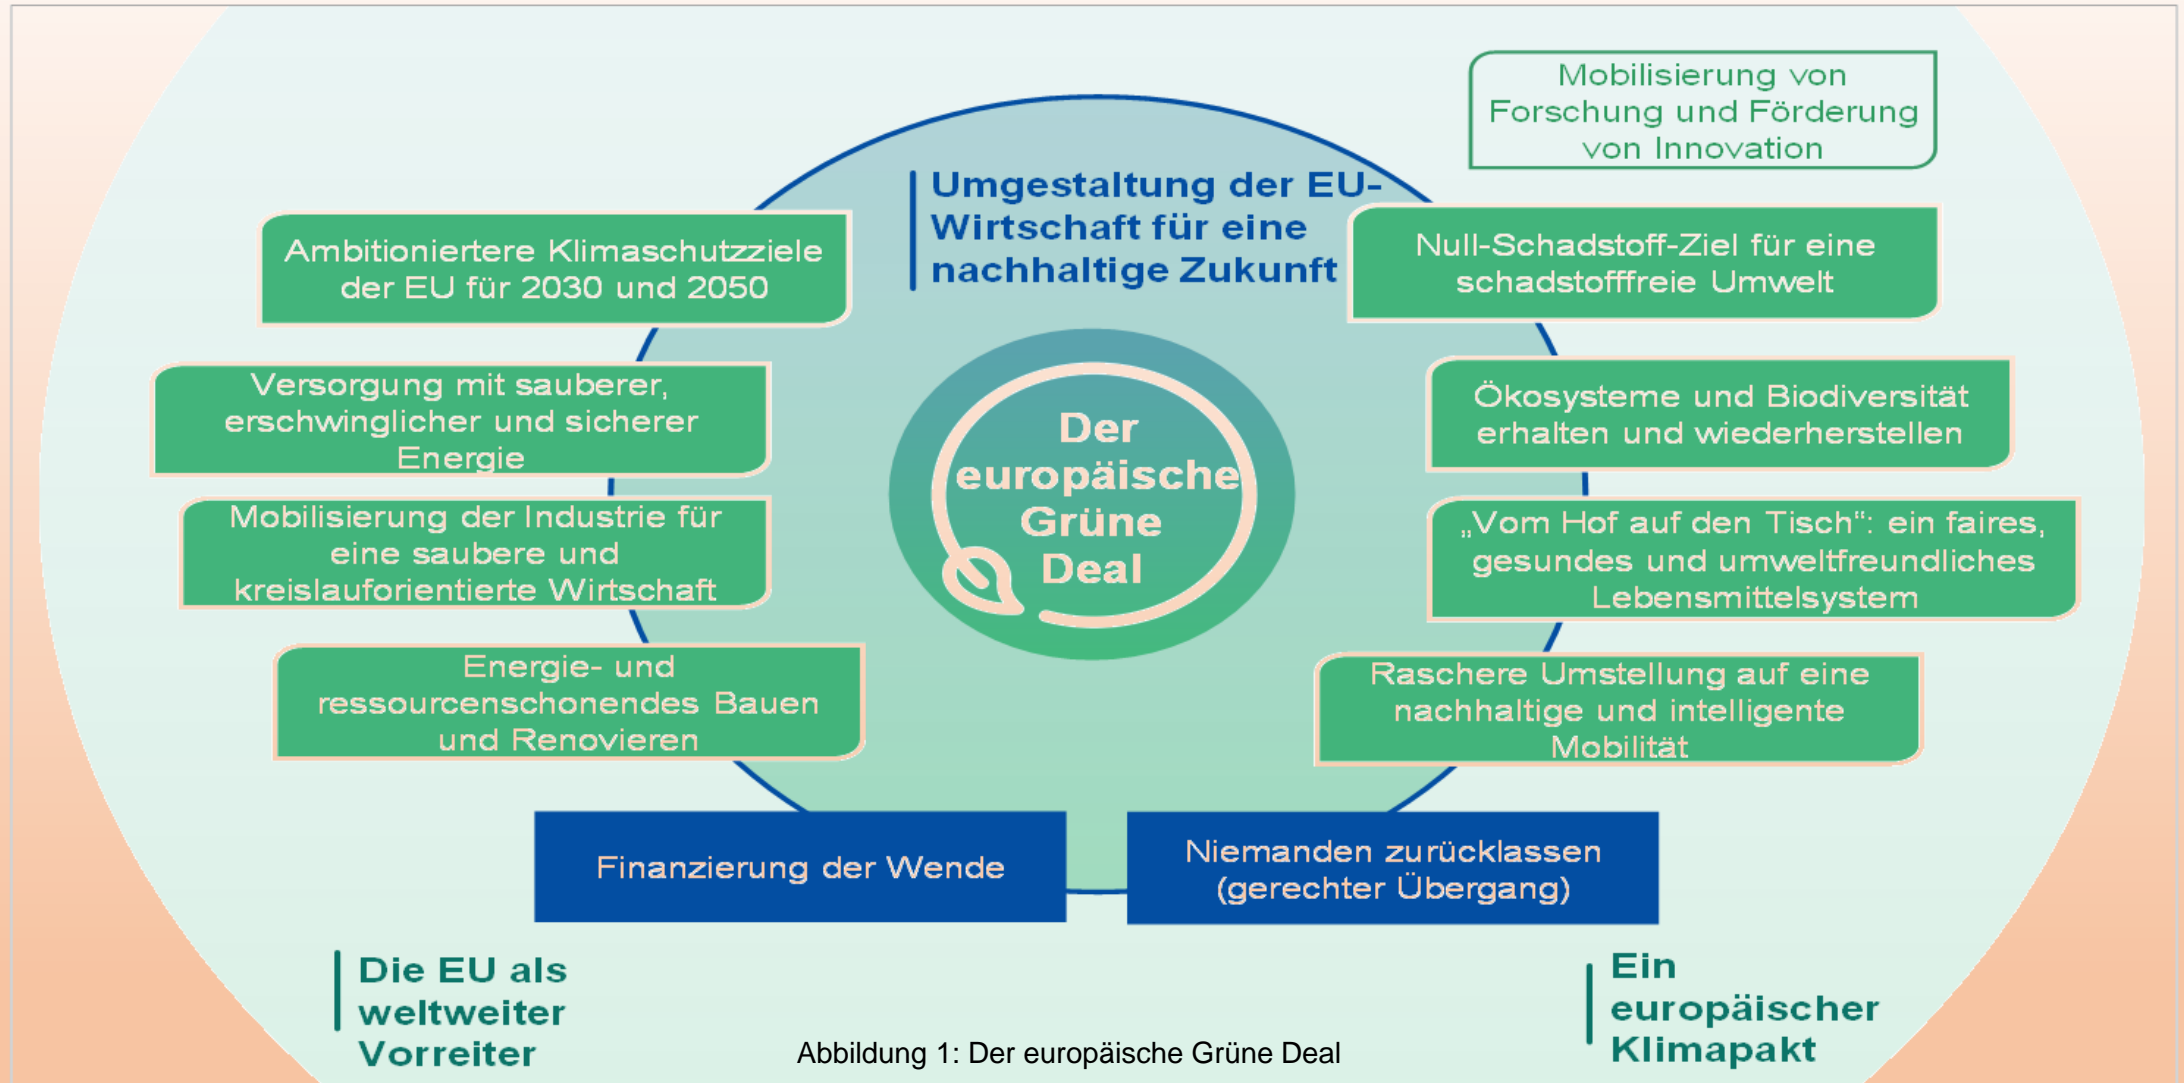 Mobilisierung von
Forschung und Förderung
von Innovation
Umgestaltung der EU-
Wirtschaft für eine
nachhaltige Zukunft
Ambitioniertere Klimaschutzziele
der EU für 2030 und 2050
Null-Schadstoff-Ziel für eine
schadstofffreie Umwelt
Versorgung mit sauberer,
erschwinglicher und sicherer
Energie
Ökosysteme und Biodiversität
erhalten und wiederherstellen
Der
europäische
Grüne
Deal
Mobilisierung der Industrie für
eine saubere und
kreislauforientierte Wirtschaft
„Vom Hof auf den Tisch“: ein faires,
gesundes und umweltfreundliches
Lebensmittelsystem
Energie- und
ressourcenschonendes Bauen
und Renovieren
Raschere Umstellung auf eine
nachhaltige und intelligente
Mobilität
Finanzierung der Wende
Niemanden zurücklassen
(gerechter Übergang)
Die EU als
weltweiter
Vorreiter
Ein
europäischer
Klimapakt
Abbildung 1: Der europäische Grüne Deal